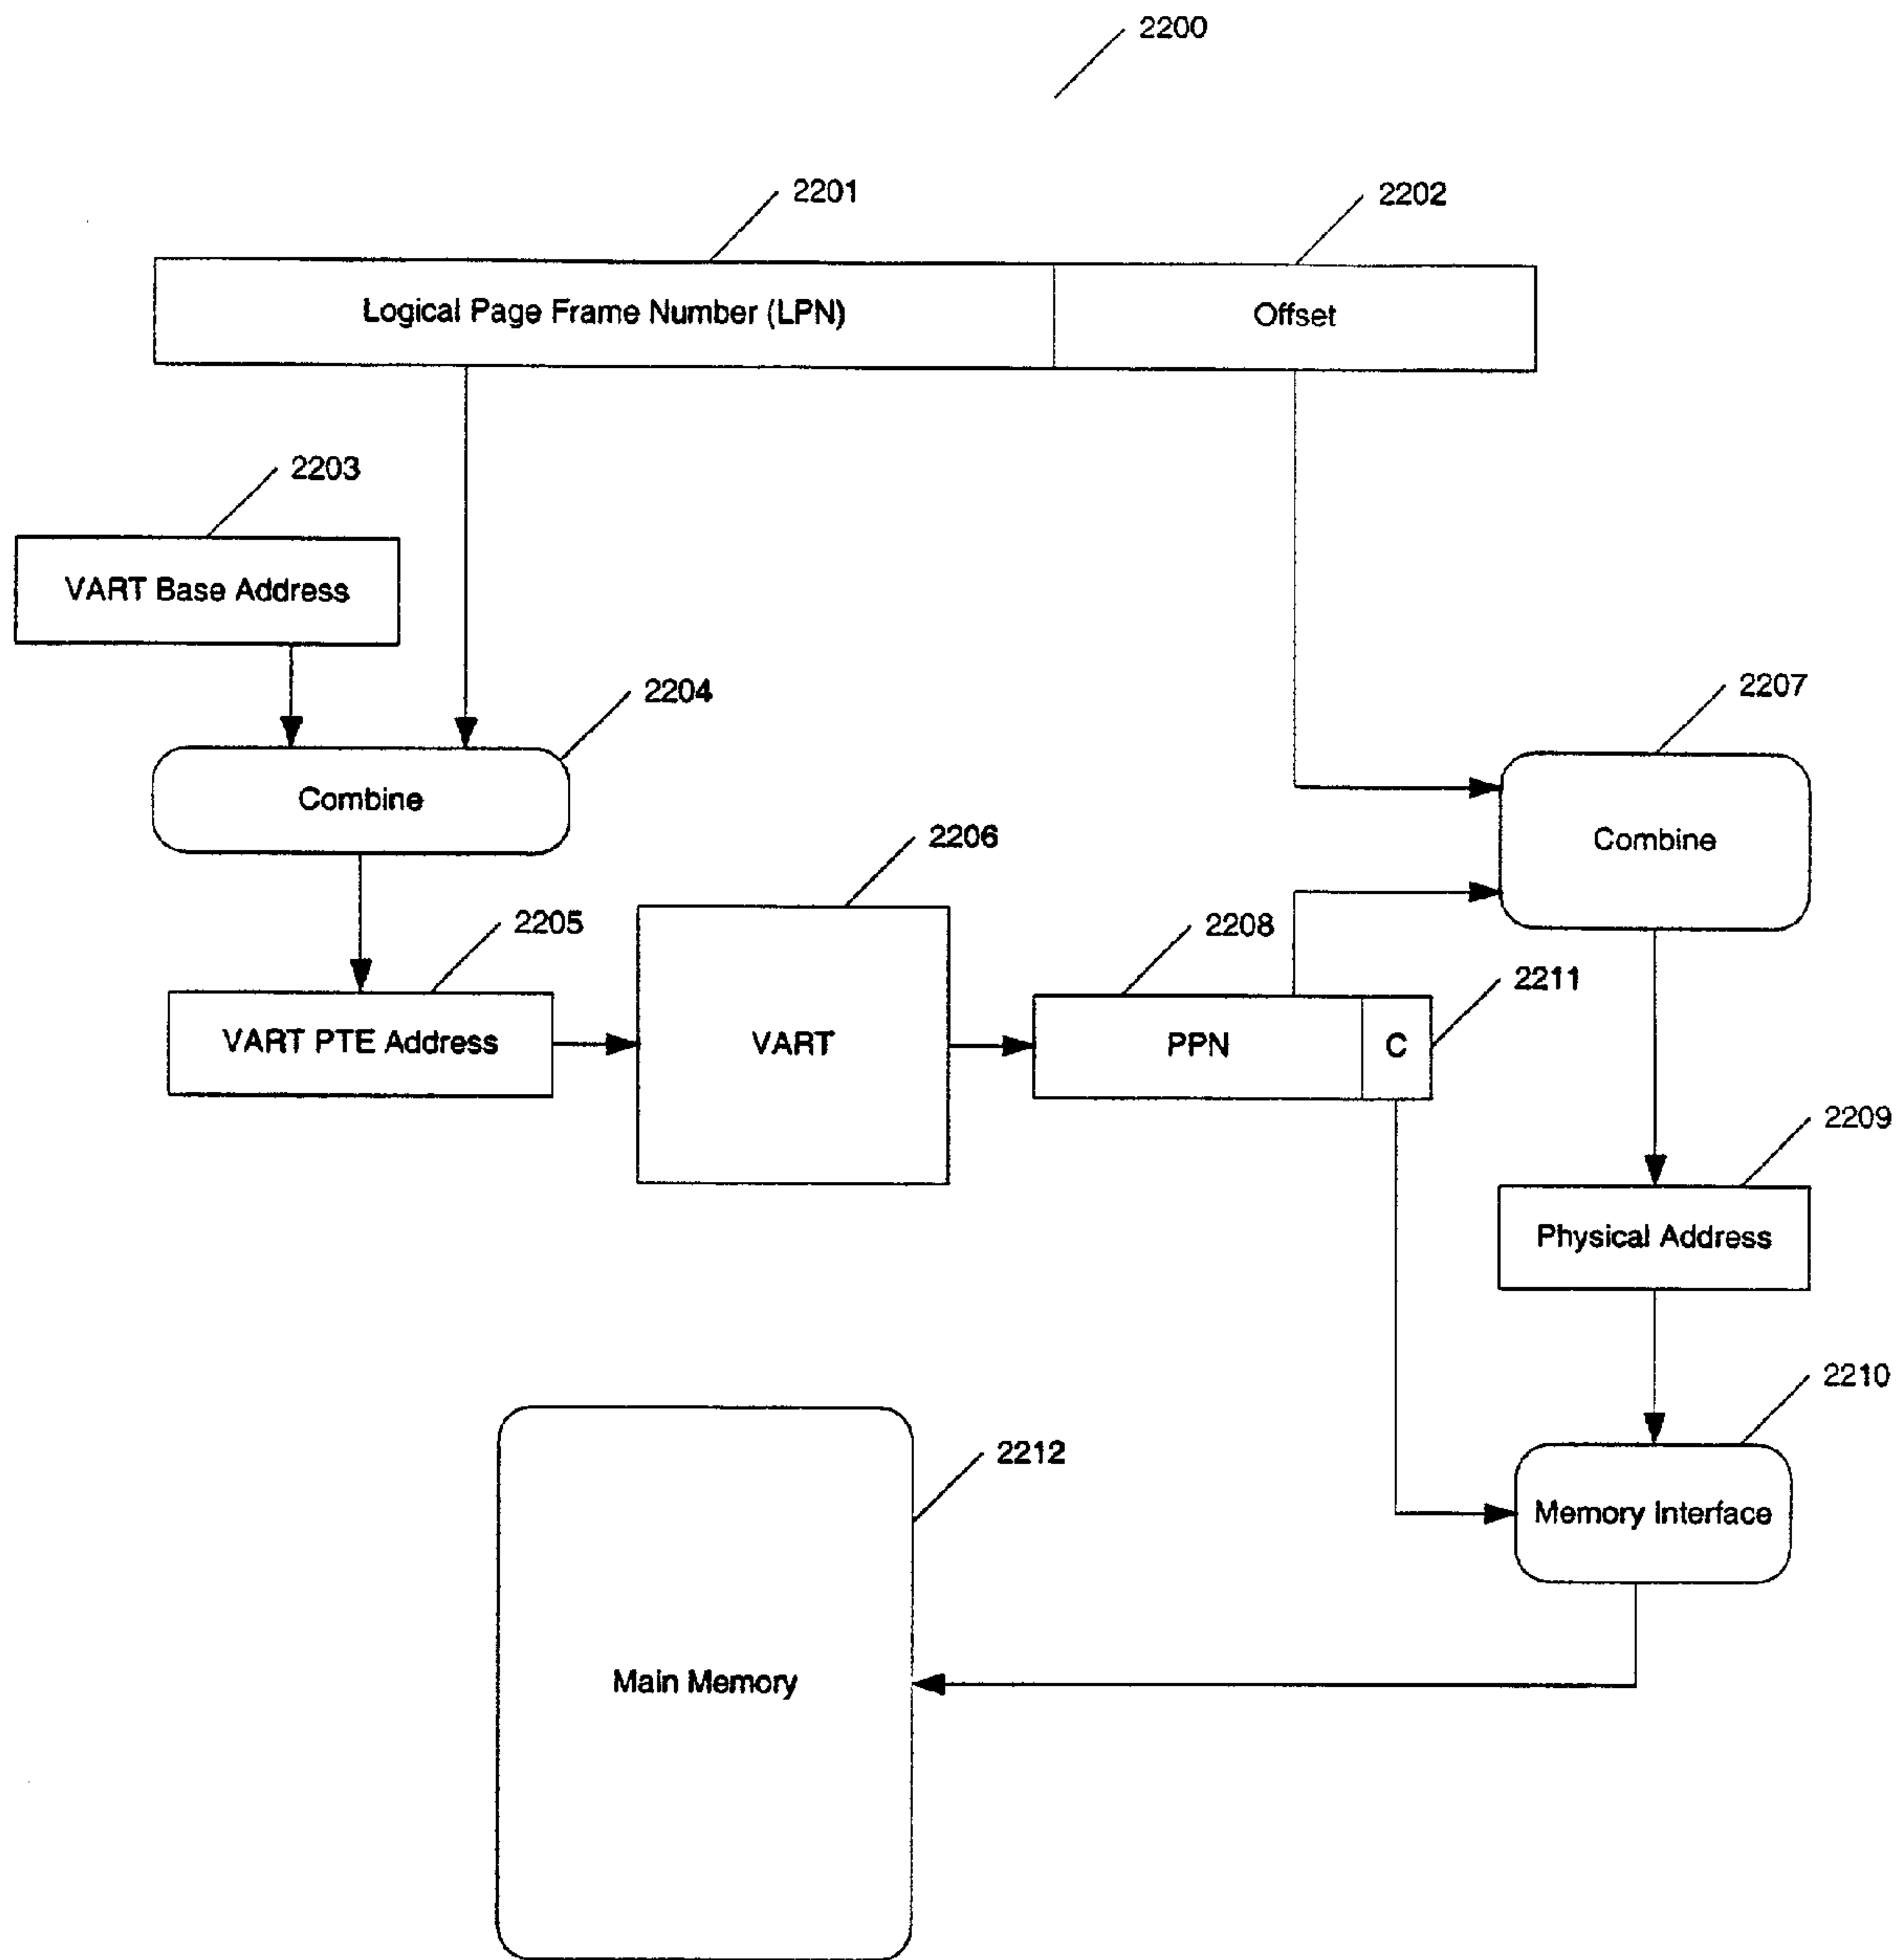 2200
2201
2202
Logical Page Frame Number (LPN)
Offset
2203
VART Base Address
2204
2207
Combine
Combine
2206
2205
2208
2211
VART PTE Address
VART
PPN
C
2209
Physical Address
2210
2212
Memory Interface
Main Memory